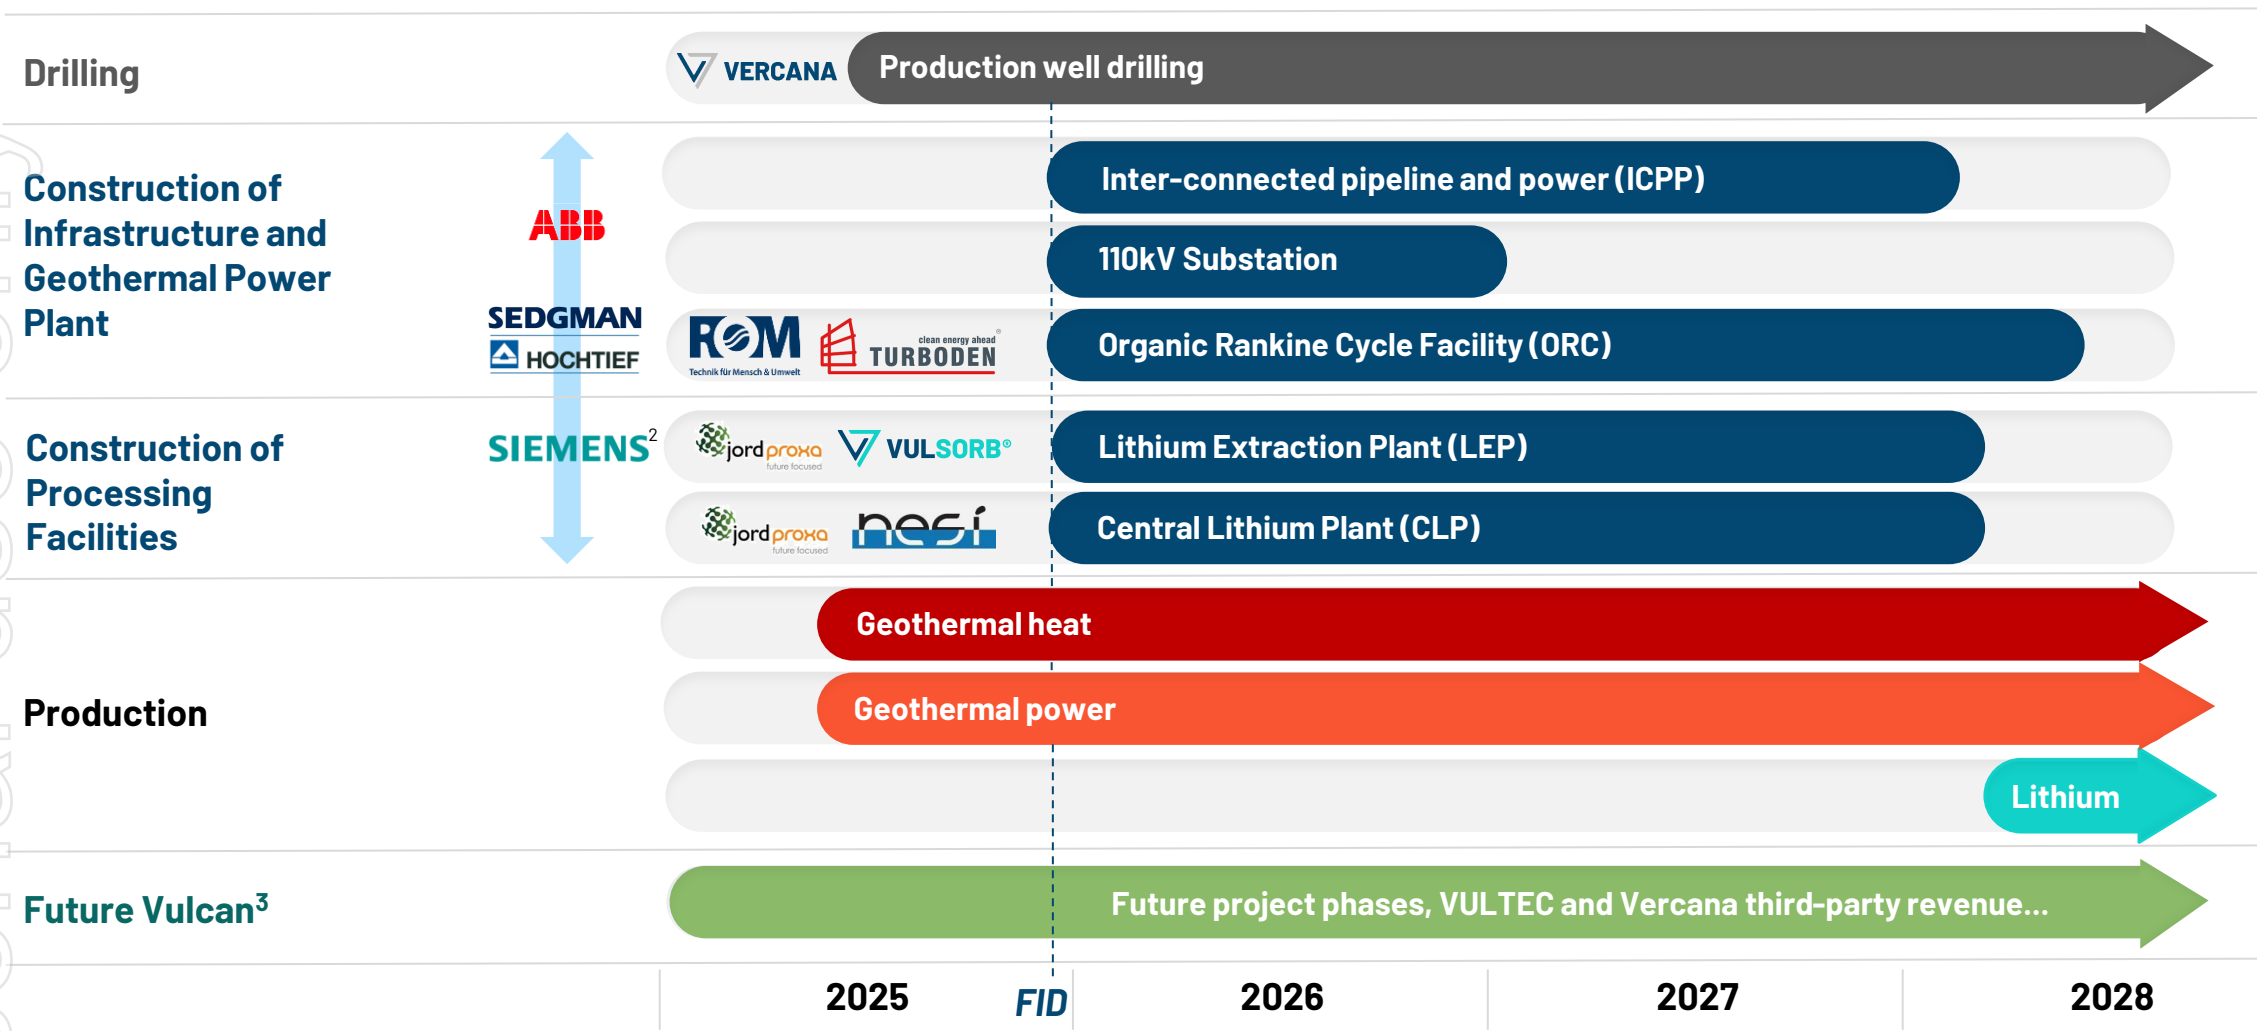 Drilling
VERCANA
Production well drilling
Construction of
Infrastructure and
Geothermal Power
Plant
ABB
SEDGMAN
HOCHTIEF
Inter-connected pipeline and power (ICPP)
110kV Substation
ROM
Technik für Mensch & Umwelt
clean energy ahead
TURBODEN®
Organic Rankine Cycle Facility (ORC)
Construction of
Processing
Facilities
SIEMENS2
jordproxa
future focused
VULSORB®
Lithium Extraction Plant (LEP)
jordproxa
future focused
nesi
Central Lithium Plant (CLP)
Production
Geothermal heat
Geothermal power
Lithium
Future Vulcan3
Future project phases, VULTEC and Vercana third-party revenue...
2025
FID
2026
2027
2028